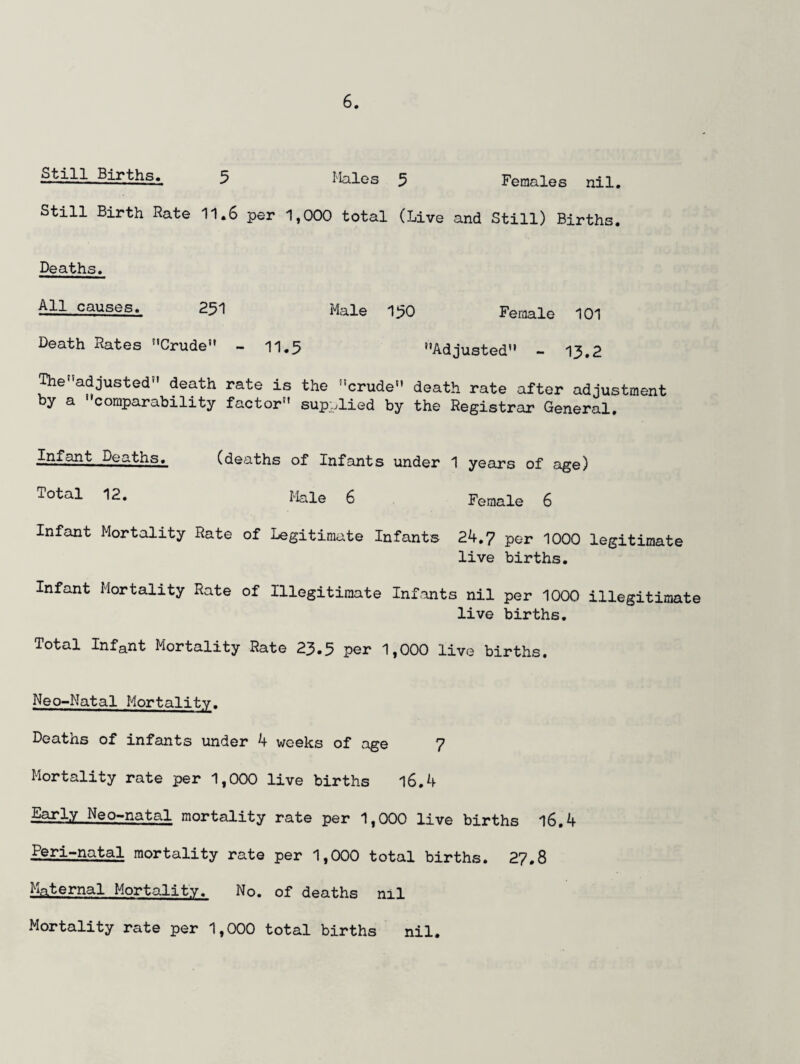 6.
Still Births. 5 Males 5 Females nil.
Still Birth Rate 11.6 per 1,000 total (Live and Still) Births.
Deaths.
All causes. 251 Male 150 Female 101
Death Rates "Crude" - 11.5 "Adjusted" - 13.2
The"adjusted" death rate is the "crude" death rate after adjustment
by a "comparability factor" supplied by the Registrar General.
Infant Deaths. (deaths of Infants under 1 years of age)
Total 12. Male 6 Female 6
Infant Mortality Rate of Legitimate Infants 24.7 per 1000 legitimate
live births.
Infant Mortality Rate of Illegitimate Infants nil per 1000 illegitimate
live births.
Total Infant Mortality Rate 23.5 per 1,000 live births.
Neo-Natal Mortality.
Deaths of infants under 4 weeks of age 7
Mortality rate per 1,000 live births 16.4
Early Neo-natal mortality rate per 1,000 live births 16.4
Peri-natal mortality rate per 1,000 total births. 27.8
Maternal Mortality. No. of deaths nil
Mortality rate per 1,000 total births nil.